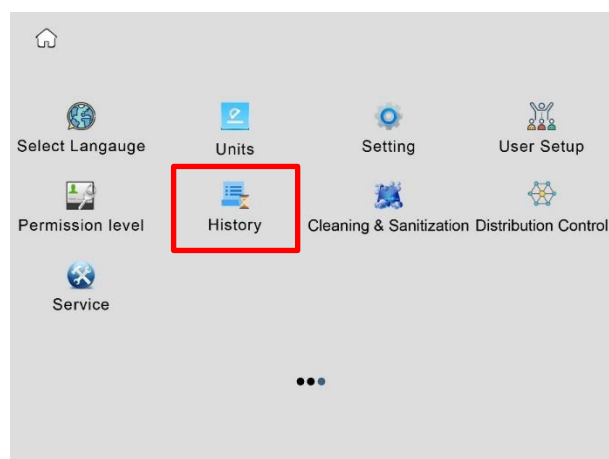 Select Langauge
Units
Setting
User Setup
Permission level
History
Cleaning & Sanitization
Distribution Control
Service